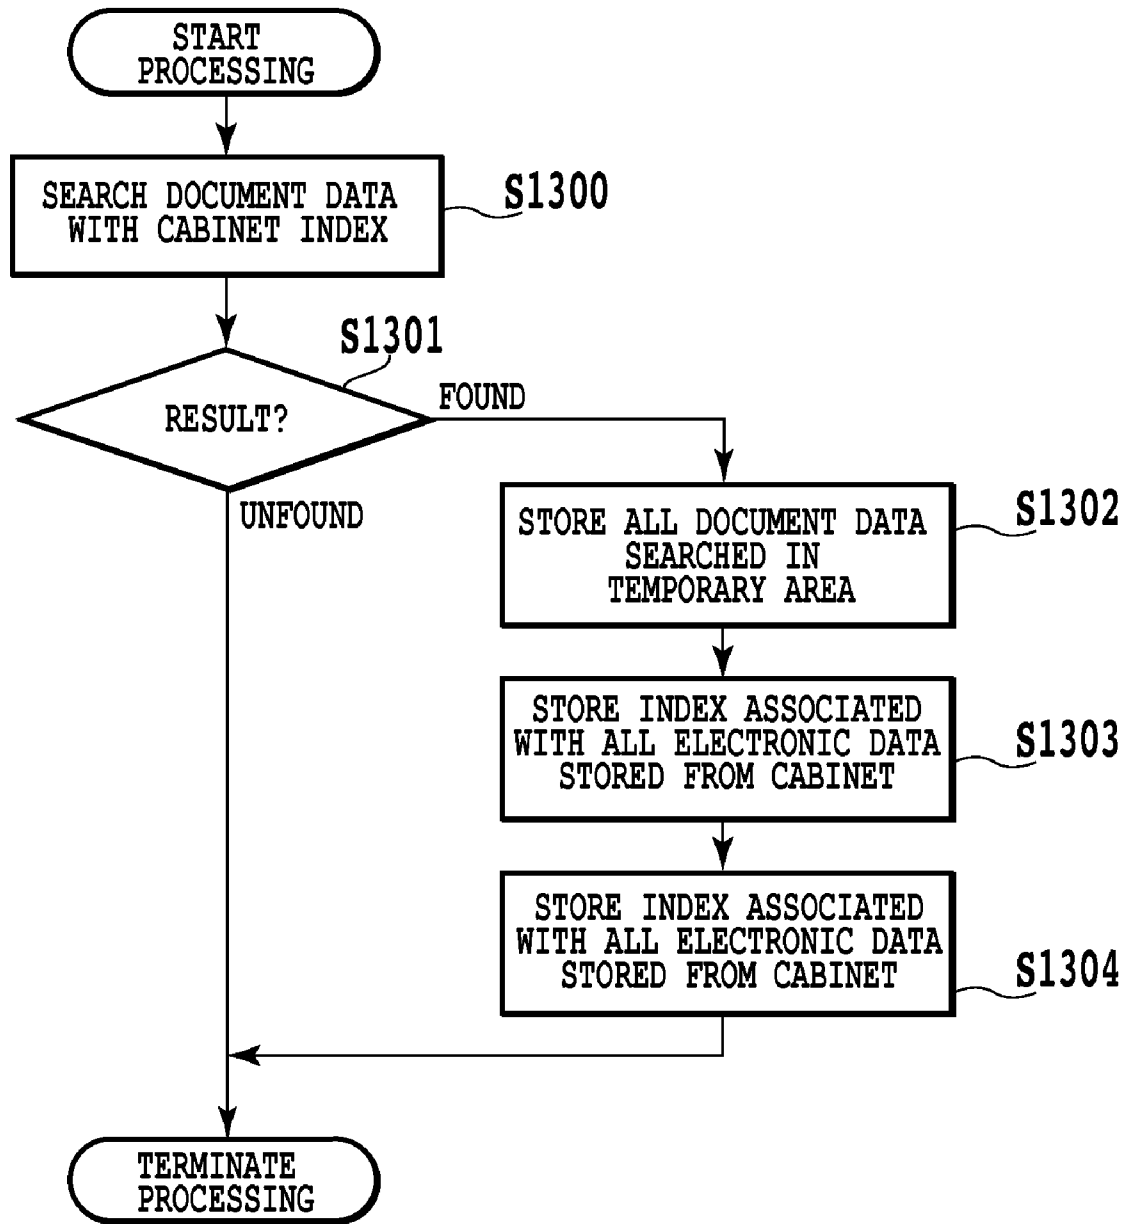 START
PROCESSING
SEARCH DOCUMENT DATA
WITH CABINET INDEX
S1300
S1301
RESULT?
FOUND
UNFOUND
STORE ALL DOCUMENT DATA
SEARCHED IN
TEMPORARY AREA
S1302
STORE INDEX ASSOCIATED
WITH ALL ELECTRONIC DATA
STORED FROM CABINET
S1303
STORE INDEX ASSOCIATED
WITH ALL ELECTRONIC DATA
STORED FROM CABINET
S1304
TERMINATE
PROCESSING